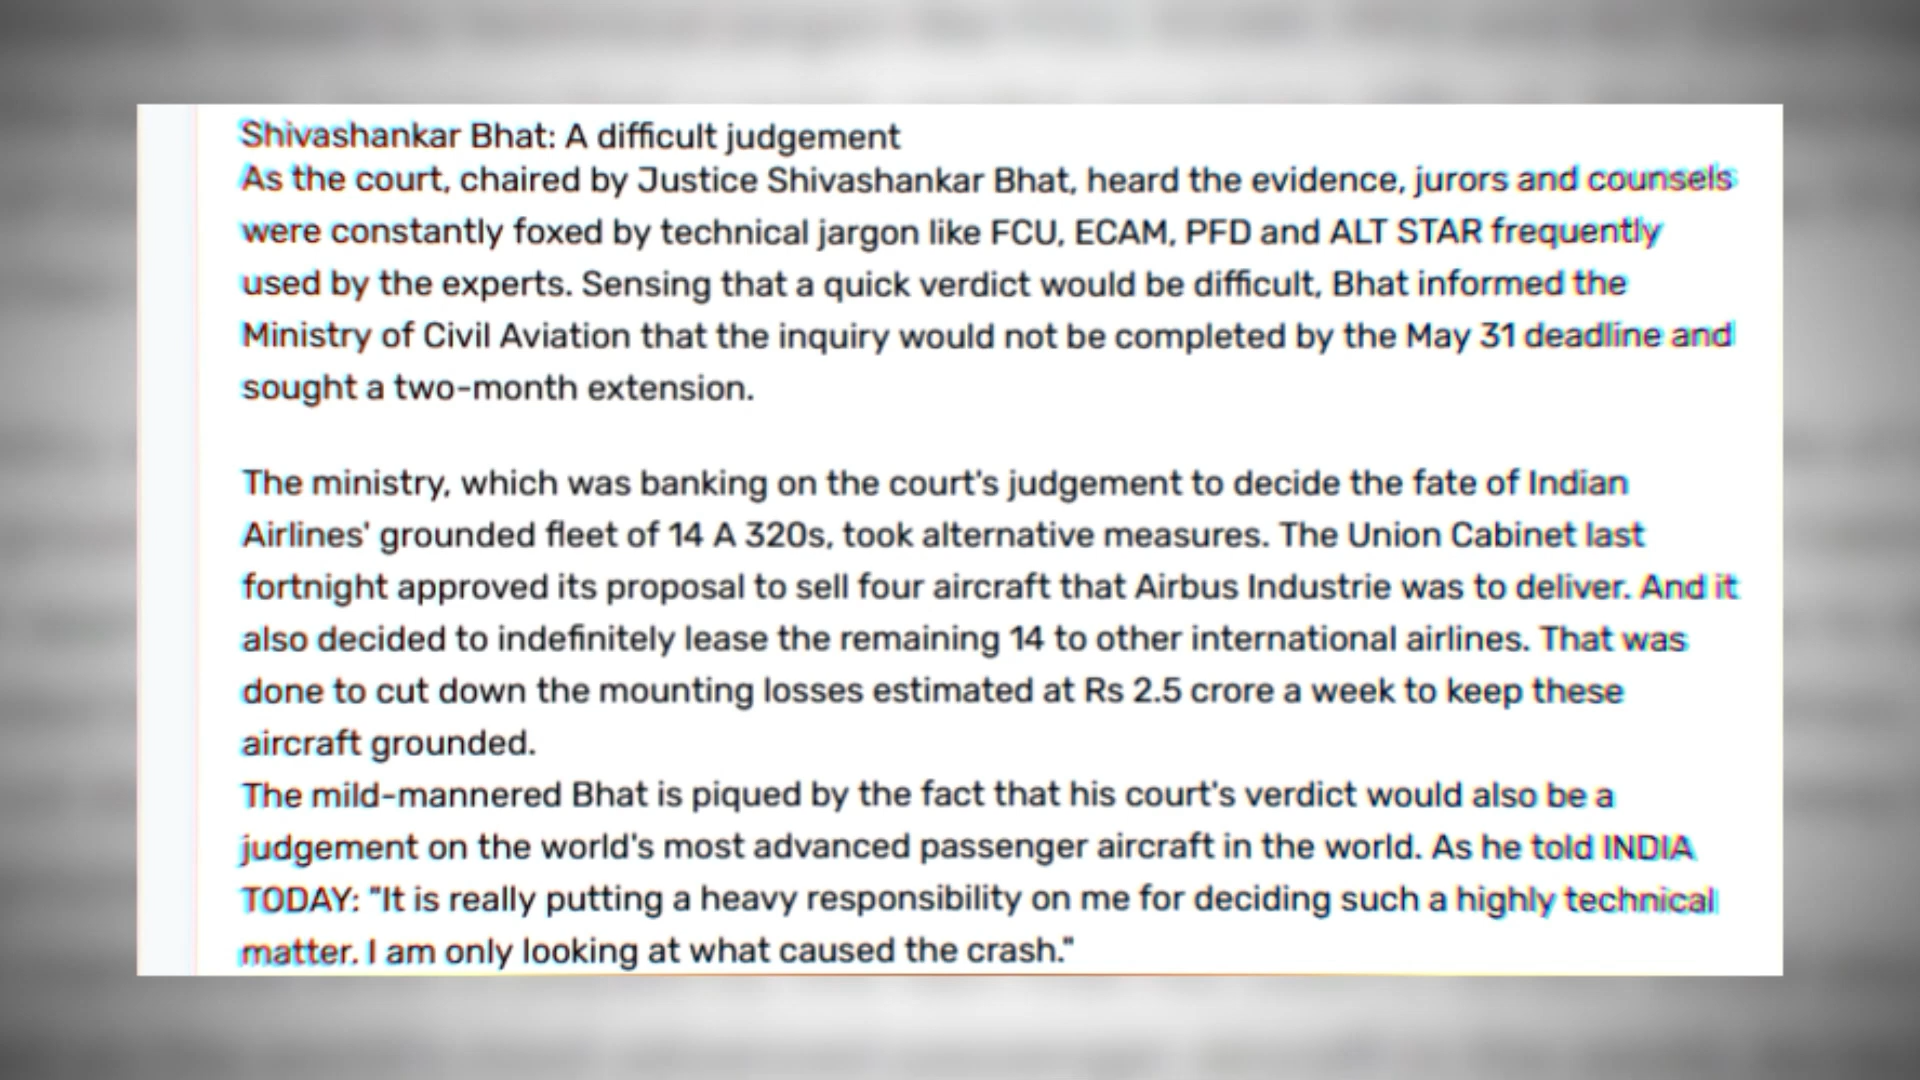 Shivashankar Bhat: A difficult judgement
As the court, chaired by Justice Shivashankar Bhat, heard the evidence, jurors and counsels
were constantly foxed by technical jargon like FCU, ECAM, PFD and ALT STAR frequently
used by the experts. Sensing that a quick verdict would be difficult, Bhat informed the
Ministry of Civil Aviation that the inquiry would not be completed by the May 31 deadline and
sought a two-month extension.
The ministry, which was banking on the court's judgement to decide the fate of Indian
Airlines' grounded fleet of 14 A 320s, took alternative measures. The Union Cabinet last
fortnight approved its proposal to sell four aircraft that Airbus Industrie was to deliver. And it
also decided to indefinitely lease the remaining 14 to other international airlines. That was
done to cut down the mounting losses estimated at Rs 2.5 crore a week to keep these
aircraft grounded.
The mild-mannered Bhat is piqued by the fact that his court's verdict would also be a
judgement on the world's most advanced passenger aircraft in the world. As he told INDIA
TODAY: "It is really putting a heavy responsibility on me for deciding such a highly technical
matter. I am only looking at what caused the crash."